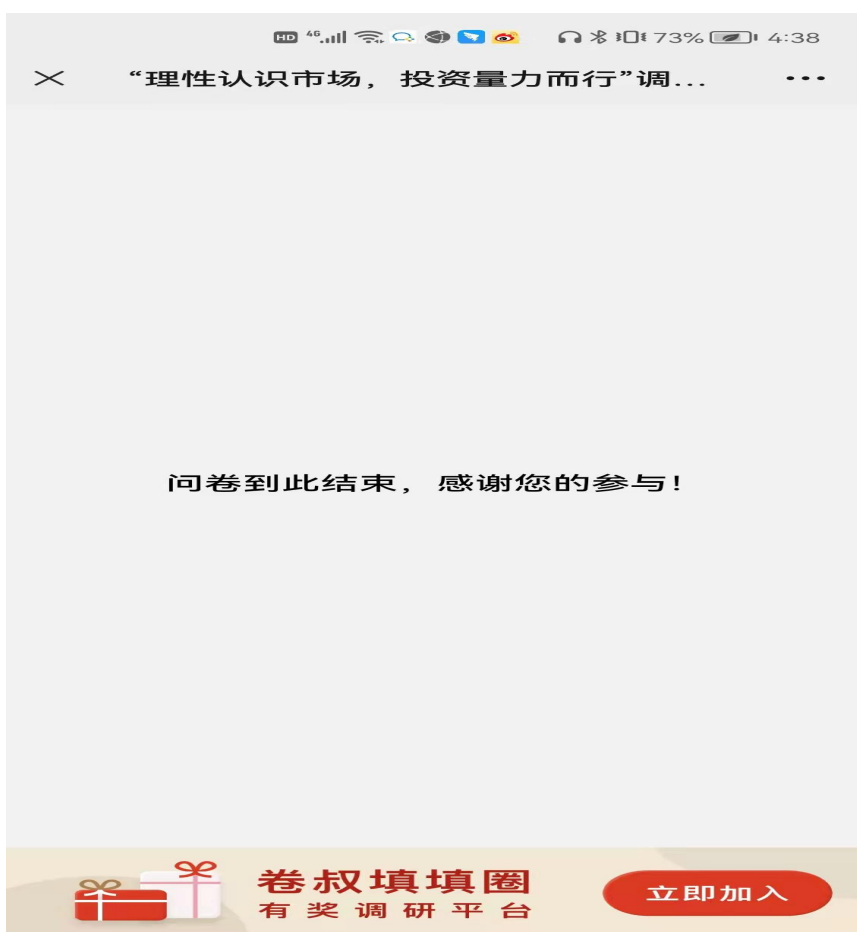 HD 46 73% 4:38
“理性认识市场，投资量力而行”调...
问卷到此结束，感谢您的参与！
卷叔填填圈
有奖调研平台
立即加入